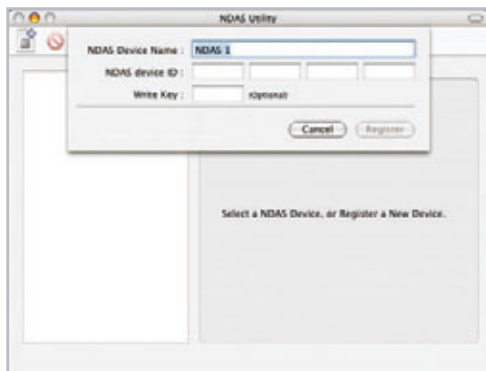 NDAS Utility
NDAS Device Name : NDAS 1
NDAS device ID :
Write Key : (Optional)
Cancel Register
Select a NDAS Device, or Register a New Device.